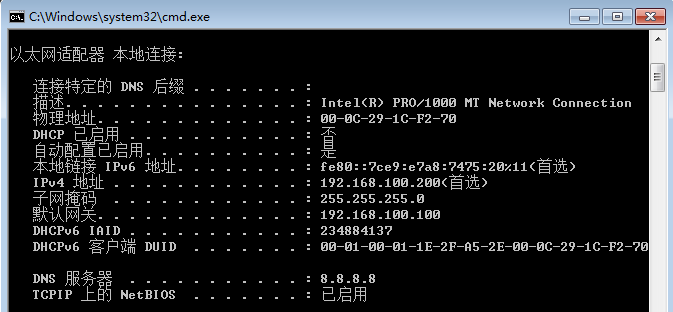 C:\Windows\system32\cmd.exe
以太网适配器 本地连接:
连接特定的 DNS 后缀 . . . . . . . :
描述. . . . . . . . . . . . . . . : Intel(R) PRO/1000 MT Network Connection
物理地址. . . . . . . . . . . . . : 00-0C-29-1C-F2-70
DHCP 已启用 . . . . . . . . . . . : 否
自动配置已启用. . . . . . . . . . : 是
本地链接 IPv6 地址. . . . . . . . : fe80::7ce9:e7a8:7475:20%11(首选)
IPv4 地址 . . . . . . . . . . . . : 192.168.100.200(首选)
子网掩码 . . . . . . . . . . . . : 255.255.255.0
默认网关. . . . . . . . . . . . . : 192.168.100.100
DHCPv6 IAID . . . . . . . . . . . : 234884137
DHCPv6 客户端 DUID . . . . . . . : 00-01-00-01-1E-2F-A5-2E-00-0C-29-1C-F2-70
DNS 服务器 . . . . . . . . . . . : 8.8.8.8
TCPIP 上的 NetBIOS . . . . . . . : 已启用